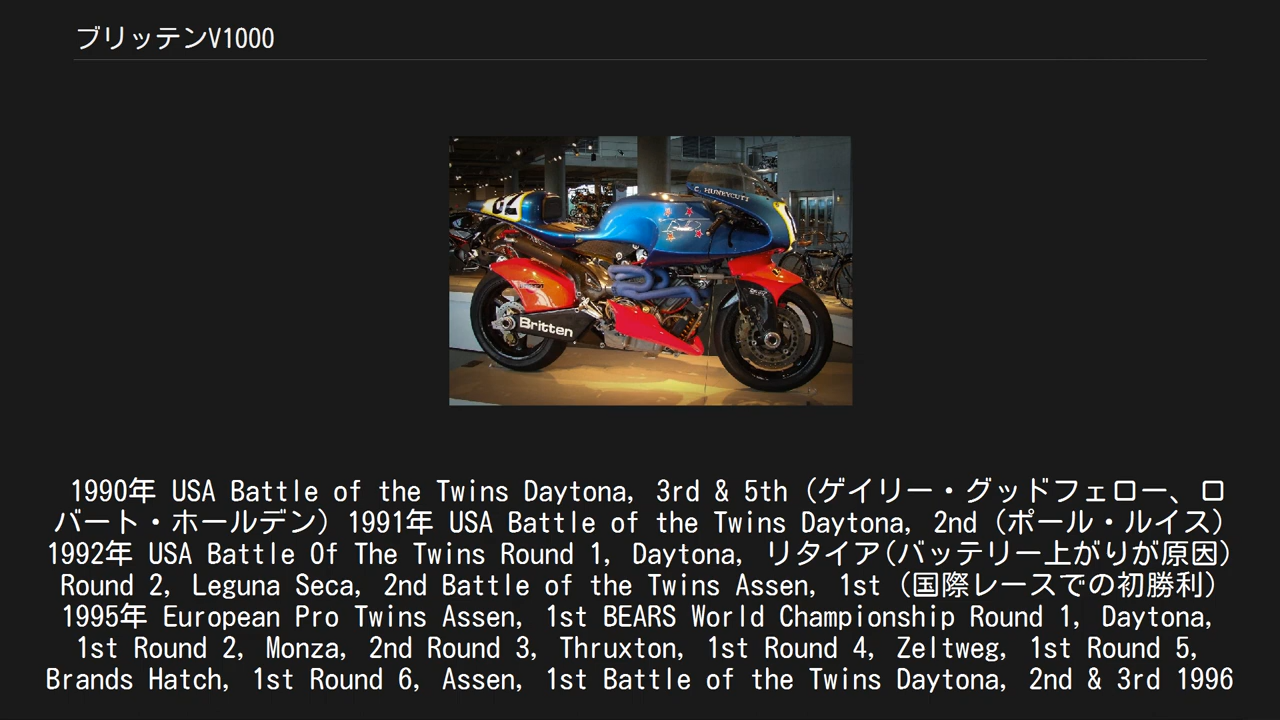 ブリッテンV1000
C. HUNEYCUTT
Britten
1990年 USA Battle of the Twins Daytona, 3rd & 5th (ゲイリー・グッドフェロー、ロ
バート・ホールデン) 1991年 USA Battle of the Twins Daytona, 2nd (ポール・ルイス)
1992年 USA Battle Of The Twins Round 1, Daytona, リタイア(バッテリー上がりが原因)
Round 2, Leguna Seca, 2nd Battle of the Twins Assen, 1st (国際レースでの初勝利)
1995年 European Pro Twins Assen, 1st BEARS World Championship Round 1, Daytona,
1st Round 2, Monza, 2nd Round 3, Thruxton, 1st Round 4, Zeltweg, 1st Round 5,
Brands Hatch, 1st Round 6, Assen, 1st Battle of the Twins Daytona, 2nd & 3rd 1996